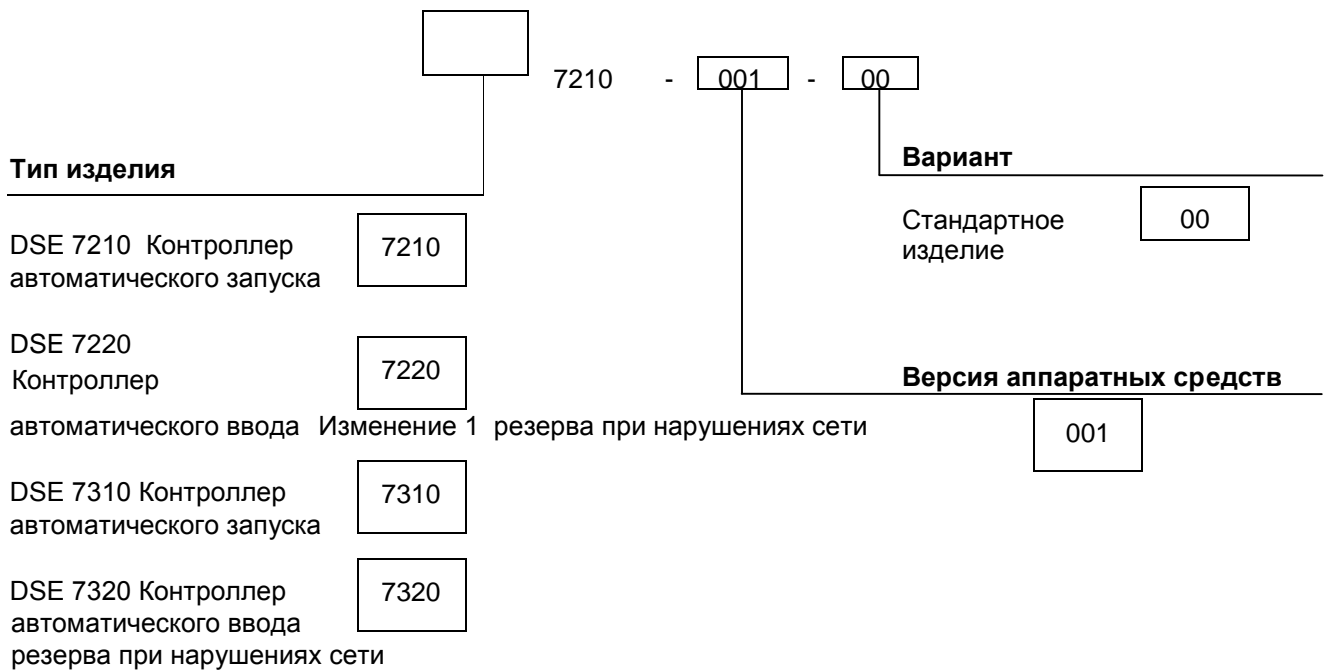 7210 - 001 - 00
Тип изделия
Вариант
DSE 7210 Контроллер
автоматического запуска
7210
Стандартное
изделие
00
DSE 7220
Контроллер
7220
автоматического ввода Изменение 1 резерва при нарушениях сети
Версия аппаратных средств
001
DSE 7310 Контроллер
автоматического запуска
7310
DSE 7320 Контроллер
автоматического ввода
резерва при нарушениях сети
7320